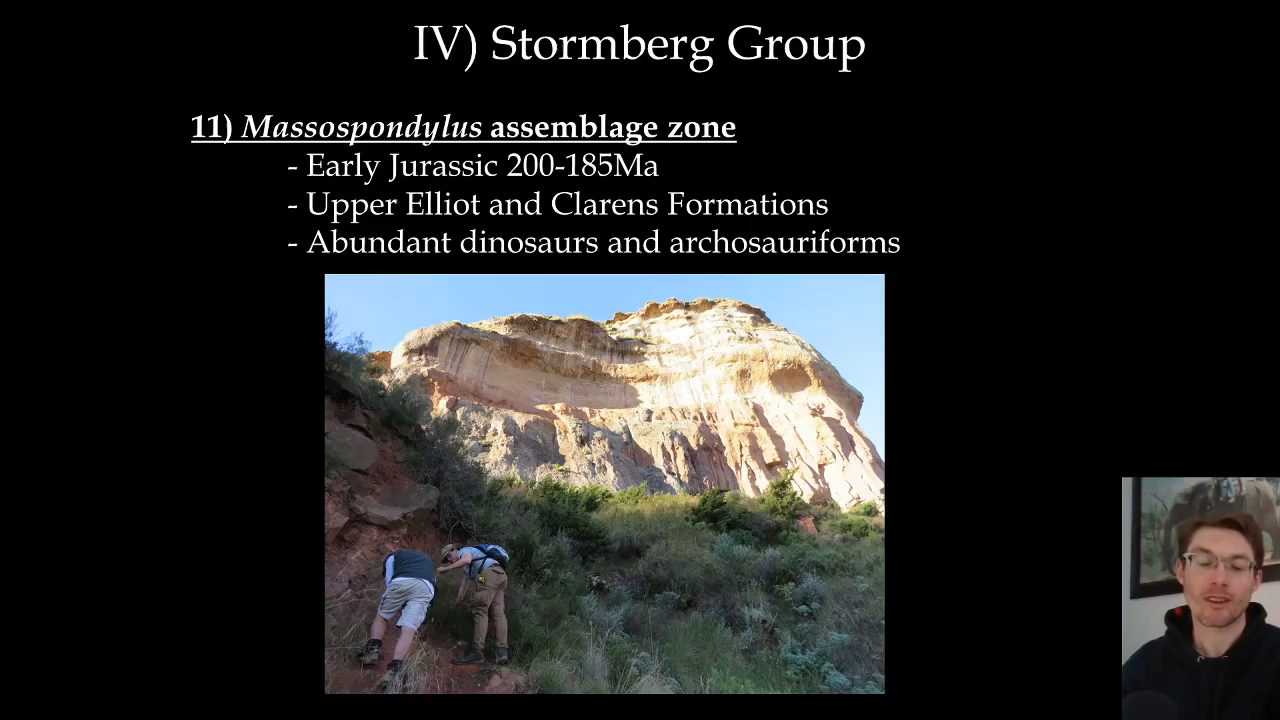 IV) Stormberg Group
11) Massospondylus assemblage zone
- Early Jurassic 200-185Ma
- Upper Elliot and Clarens Formations
- Abundant dinosaurs and archosauriforms